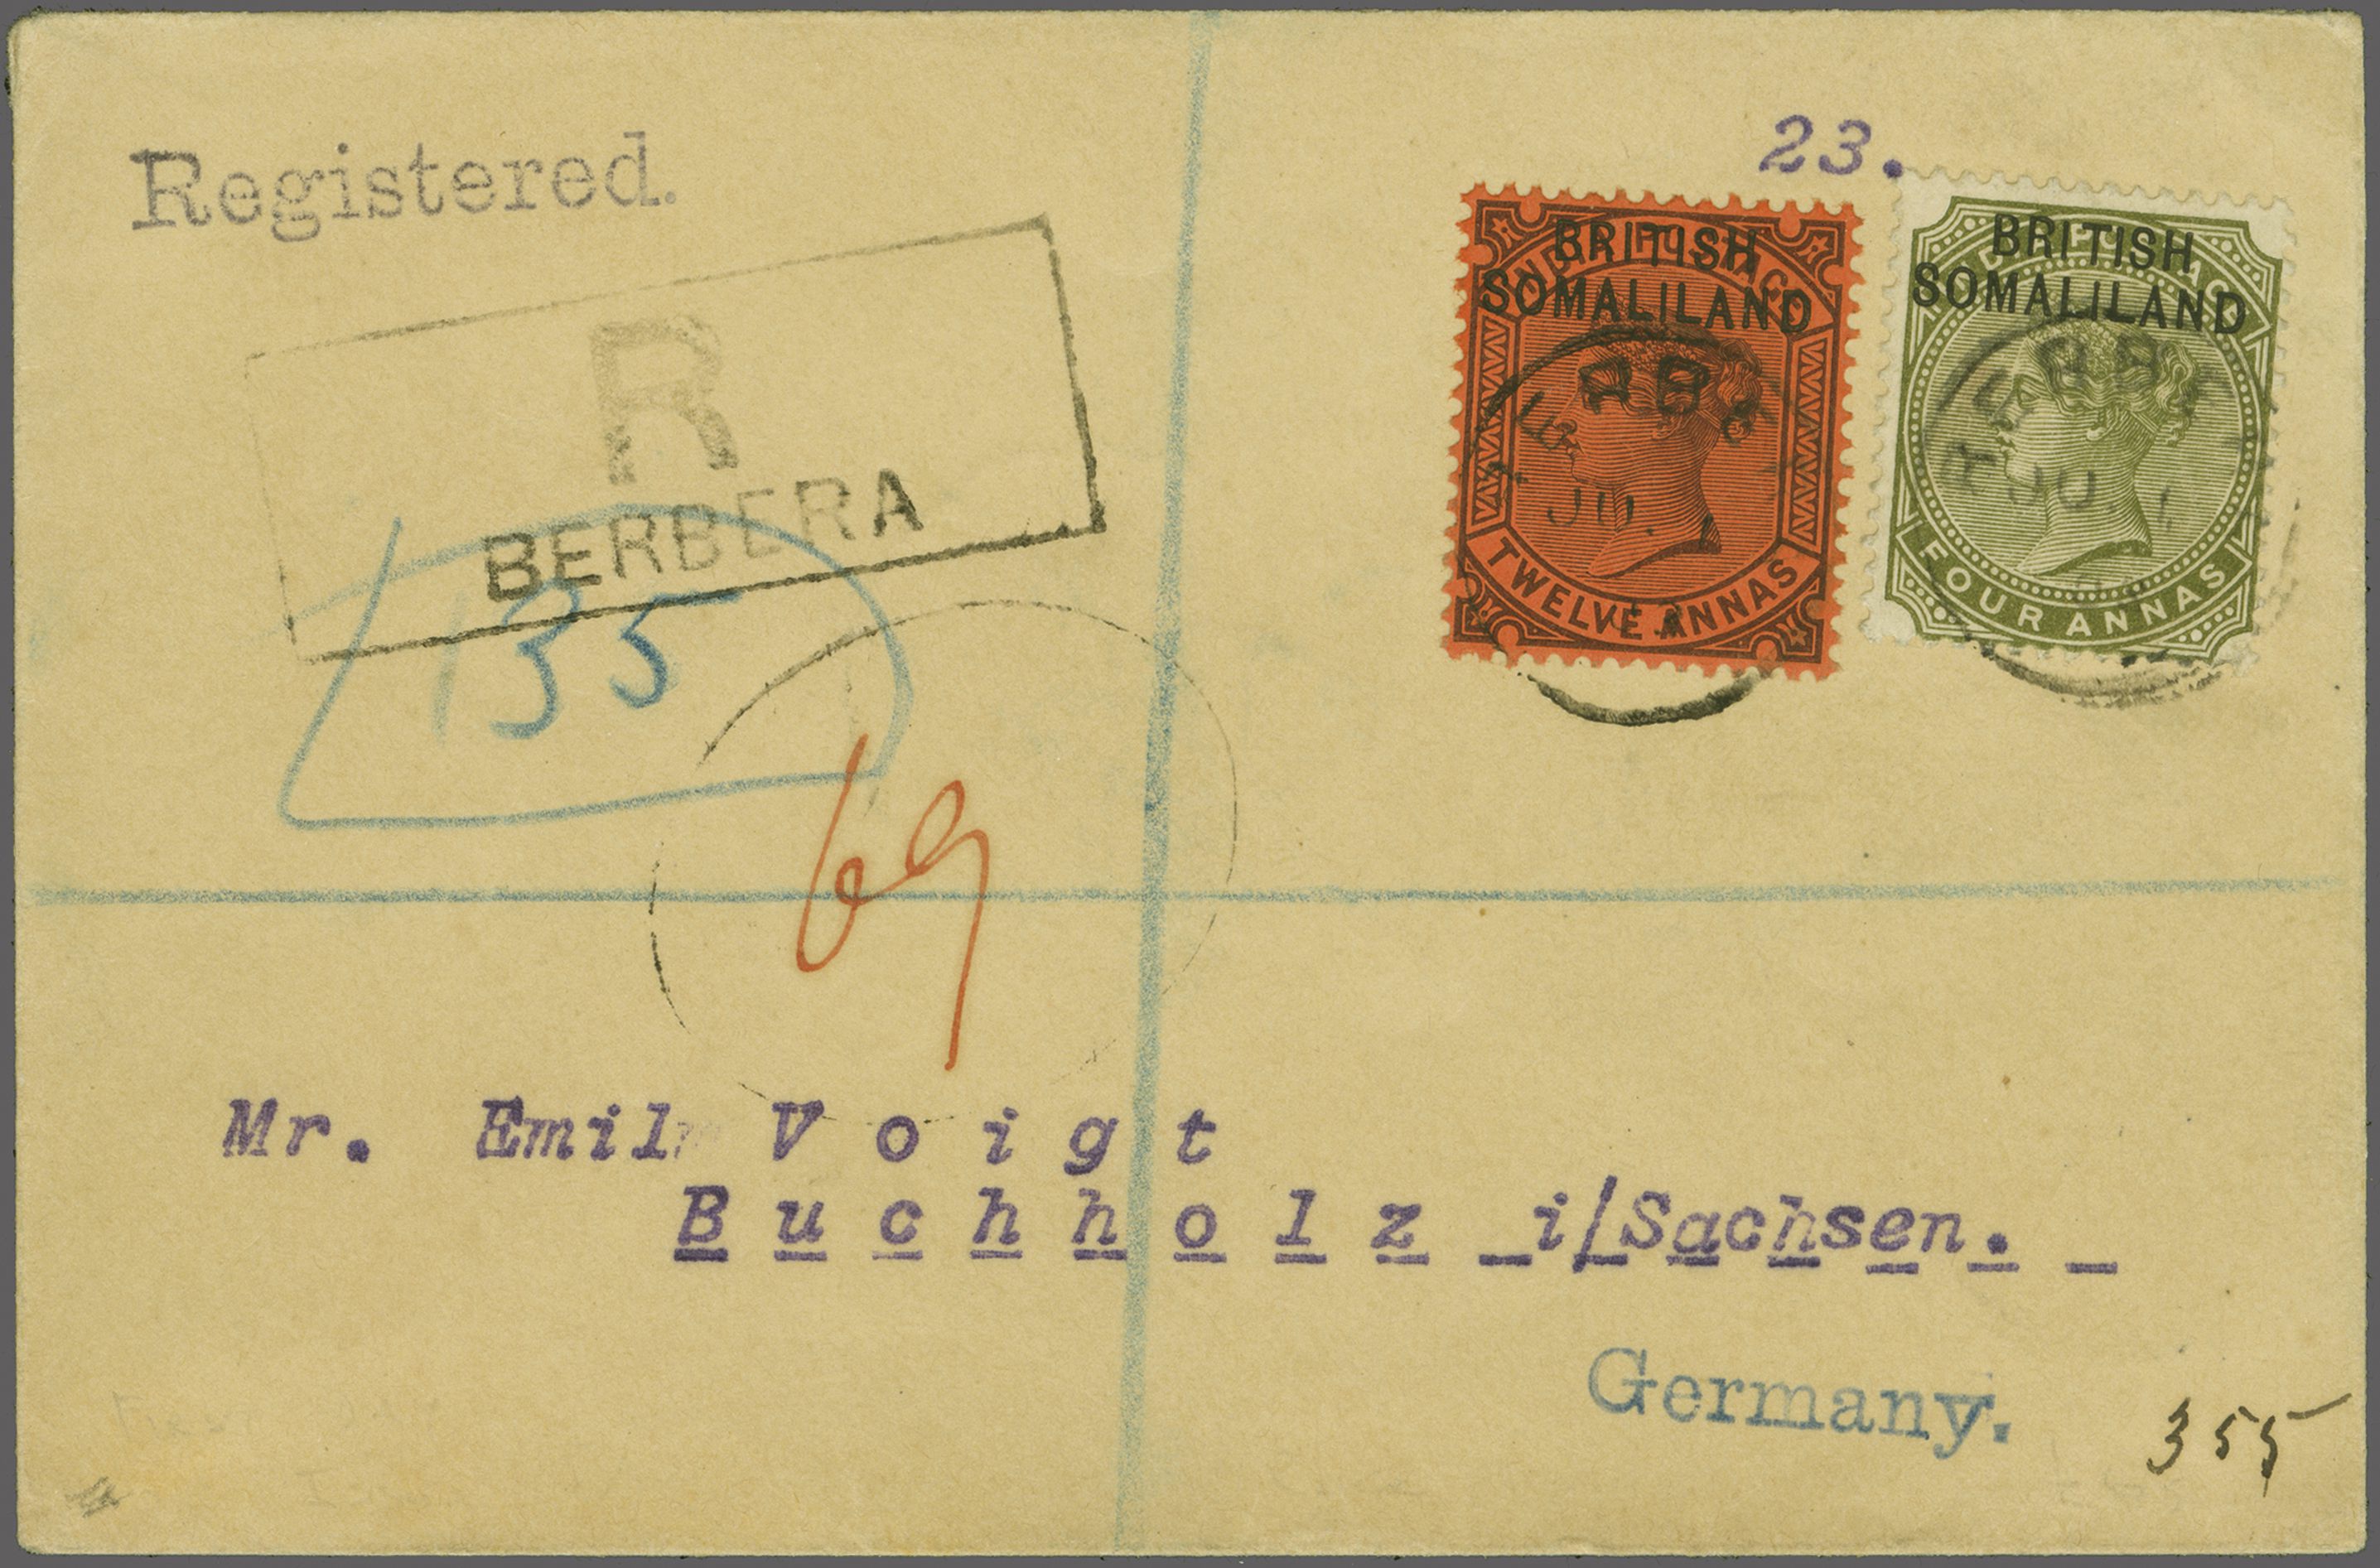 Registered.
23.
BRITISH
SOMALILAND
TWELVE ANNAS
BRITISH
SOMALILAND
FOUR ANNAS
R
BERBERA
135
69
Mr. Emil Voigt
Buchholz i/Sachsen.
Germany.
355